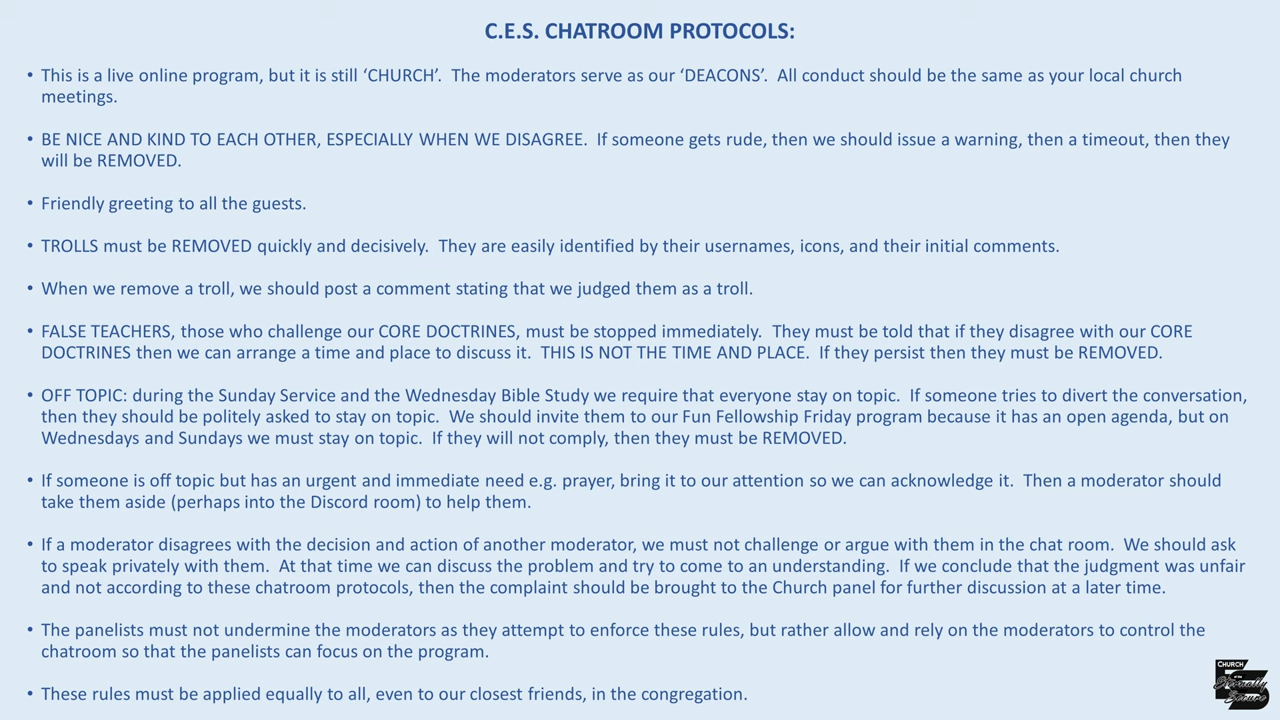 C.E.S. CHATROOM PROTOCOLS:
• This is a live online program, but it is still ‘CHURCH’.  The moderators serve as our ‘DEACONS’.  All conduct should be the same as your local church
meetings.
• BE NICE AND KIND TO EACH OTHER, ESPECIALLY WHEN WE DISAGREE.  If someone gets rude, then we should issue a warning, then a timeout, then they
will be REMOVED.
• Friendly greeting to all the guests.
• TROLLS must be REMOVED quickly and decisively.  They are easily identified by their usernames, icons, and their initial comments.
• When we remove a troll, we should post a comment stating that we judged them as a troll.
• FALSE TEACHERS, those who challenge our CORE DOCTRINES, must be stopped immediately.  They must be told that if they disagree with our CORE
DOCTRINES then we can arrange a time and place to discuss it.  THIS IS NOT THE TIME AND PLACE.  If they persist then they must be REMOVED.
• OFF TOPIC: during the Sunday Service and the Wednesday Bible Study we require that everyone stay on topic.  If someone tries to divert the conversation,
then they should be politely asked to stay on topic.  We should invite them to our Fun Fellowship Friday program because it has an open agenda, but on
Wednesdays and Sundays we must stay on topic.  If they will not comply, then they must be REMOVED.
• If someone is off topic but has an urgent and immediate need e.g. prayer, bring it to our attention so we can acknowledge it.  Then a moderator should
take them aside (perhaps into the Discord room) to help them.
• If a moderator disagrees with the decision and action of another moderator, we must not challenge or argue with them in the chat room.  We should ask
to speak privately with them.  At that time we can discuss the problem and try to come to an understanding.  If we conclude that the judgment was unfair
and not according to these chatroom protocols, then the complaint should be brought to the Church panel for further discussion at a later time.
• The panelists must not undermine the moderators as they attempt to enforce these rules, but rather allow and rely on the moderators to control the
chatroom so that the panelists can focus on the program.
• These rules must be applied equally to all, even to our closest friends, in the congregation.
CHURCH
of the
Eternally
Secure